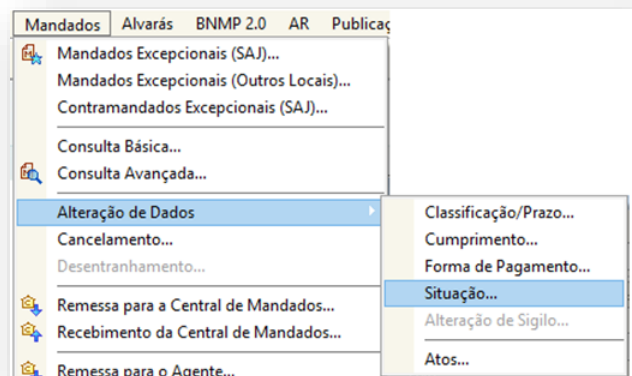 Mandados Alvarás BNMP 2.0 AR
Mandados Excepcionais (SAJ)...
Mandados Excepcionais (Outros Locais)...
Contramandados Excepcionais (SAJ)...
Consulta Básica...
Consulta Avançada...
Alteração de Dados
Cancelamento...
Desentranhamento...
Remessa para a Central de Mandados...
Recebimento da Central de Mandados...
Remessa para o Agente...
Classificação/Prazo...
Cumprimento...
Forma de Pagamento...
Situação...
Alteração de Sigilo...
Atos...